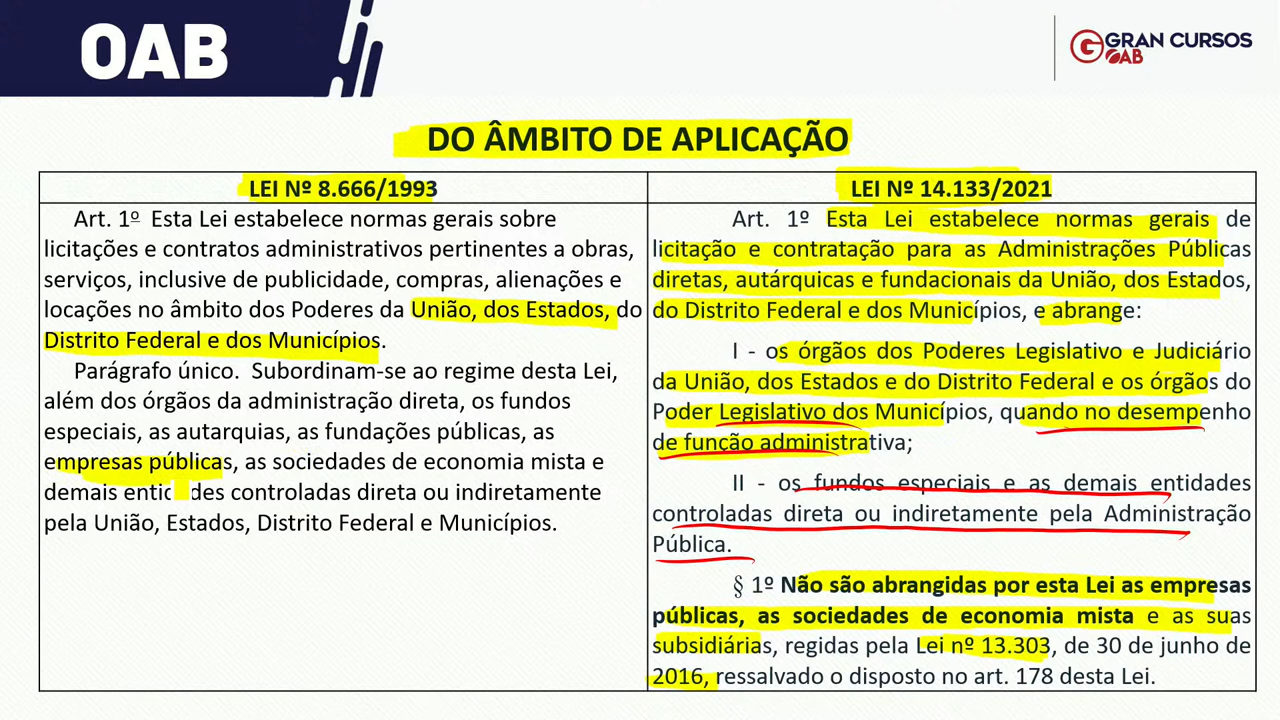 OAB
GRAN CURSOS
OAB
DO ÂMBITO DE APLICAÇÃO
LEI Nº 8.666/1993
Art. 1º Esta Lei estabelece normas gerais sobre
licitações e contratos administrativos pertinentes a obras,
serviços, inclusive de publicidade, compras, alienações e
locações no âmbito dos Poderes da União, dos Estados, do
Distrito Federal e dos Municípios.
Parágrafo único. Subordinam-se ao regime desta Lei,
além dos órgãos da administração direta, os fundos
especiais, as autarquias, as fundações públicas, as
empresas públicas, as sociedades de economia mista e
demais entic des controladas direta ou indiretamente
pela União, Estados, Distrito Federal e Municípios.
LEI Nº 14.133/2021
Art. 1º Esta Lei estabelece normas gerais de
licitação e contratação para as Administrações Públicas
diretas, autárquicas e fundacionais da União, dos Estados,
do Distrito Federal e dos Municípios, e abrange:
I - os órgãos dos Poderes Legislativo e Judiciário
da União, dos Estados e do Distrito Federal e os órgãos do
Poder Legislativo dos Municípios, quando no desempenho
de função administrativa;
II - os fundos especiais e as demais entidades
controladas direta ou indiretamente pela Administração
Pública.
§ 1º Não são abrangidas por esta Lei as empresas
públicas, as sociedades de economia mista e as suas
subsidiárias, regidas pela Lei nº 13.303, de 30 de junho de
2016, ressalvado o disposto no art. 178 desta Lei.